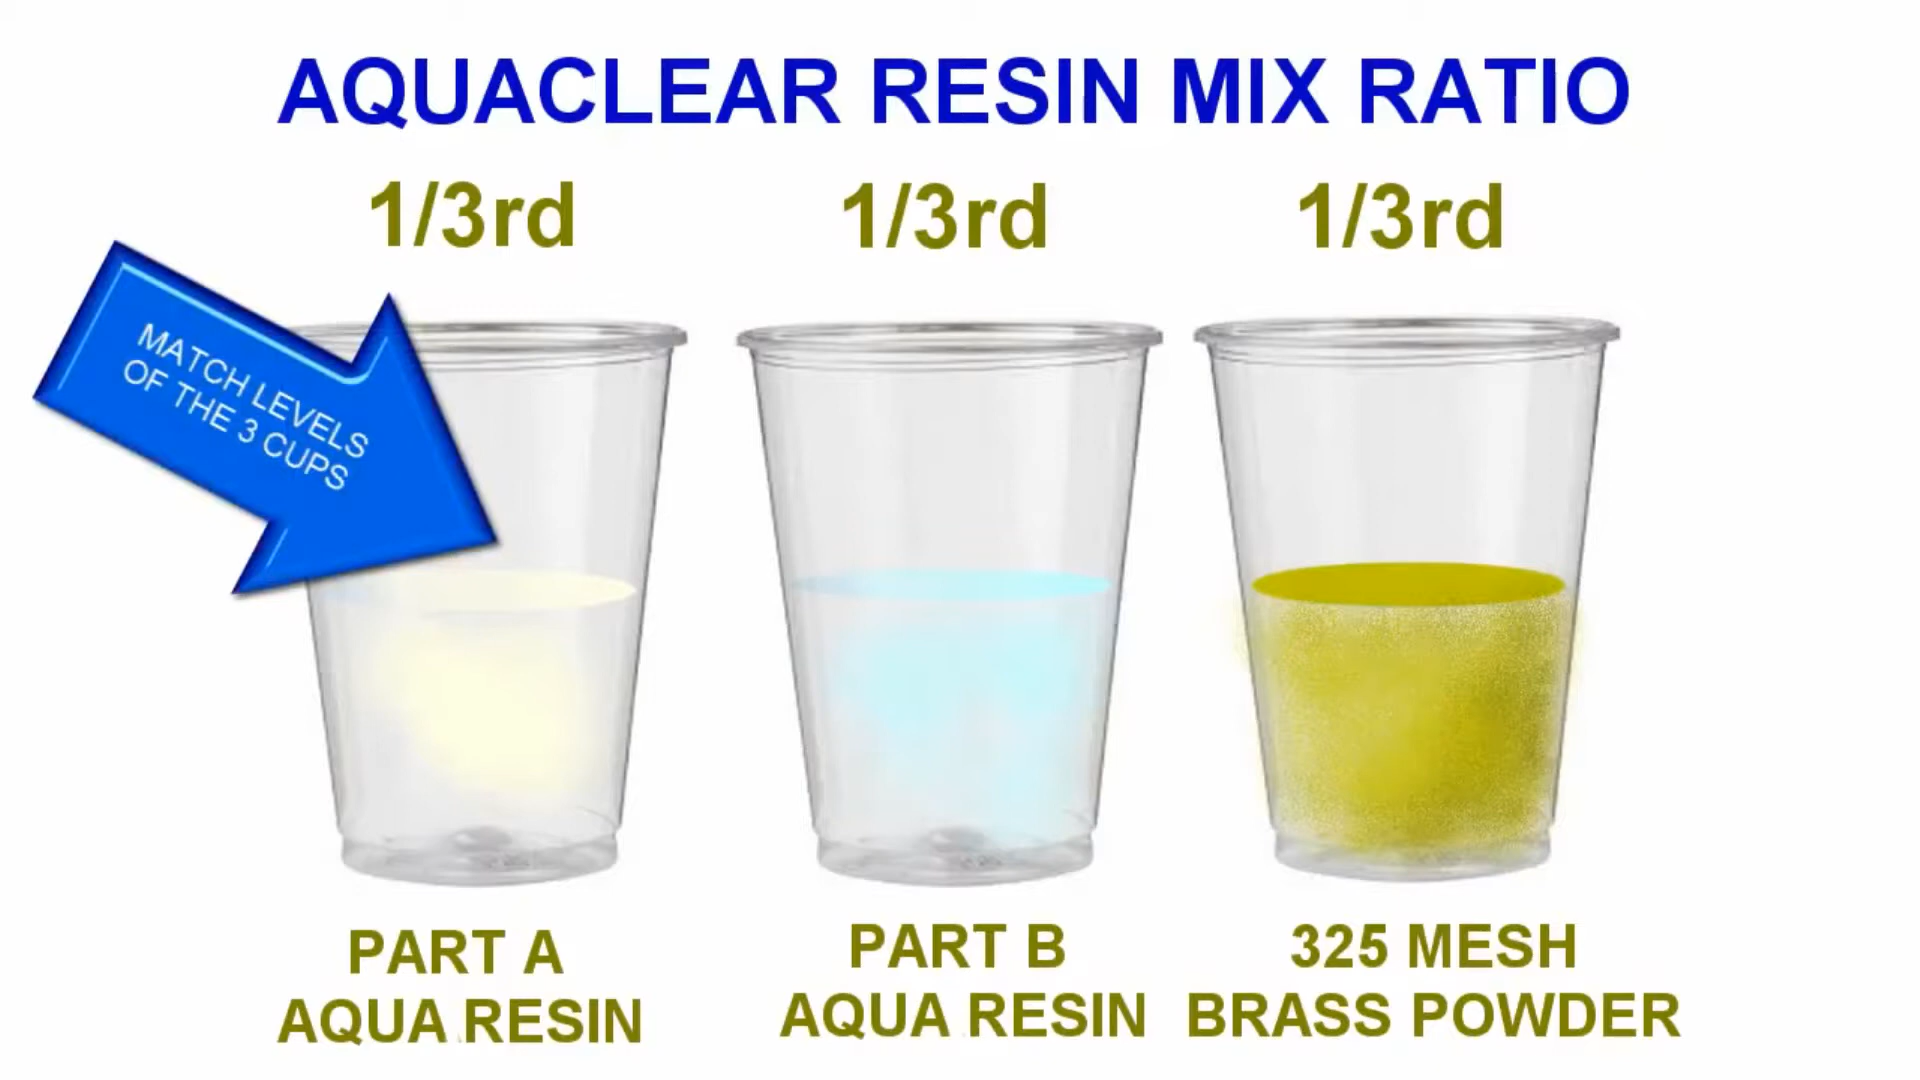 AQUACLEAR RESIN MIX RATIO
1/3rd
1/3rd
1/3rd
MATCH LEVELS
OF THE 3 CUPS
PART A
AQUA RESIN
PART B
AQUA RESIN
325 MESH
BRASS POWDER